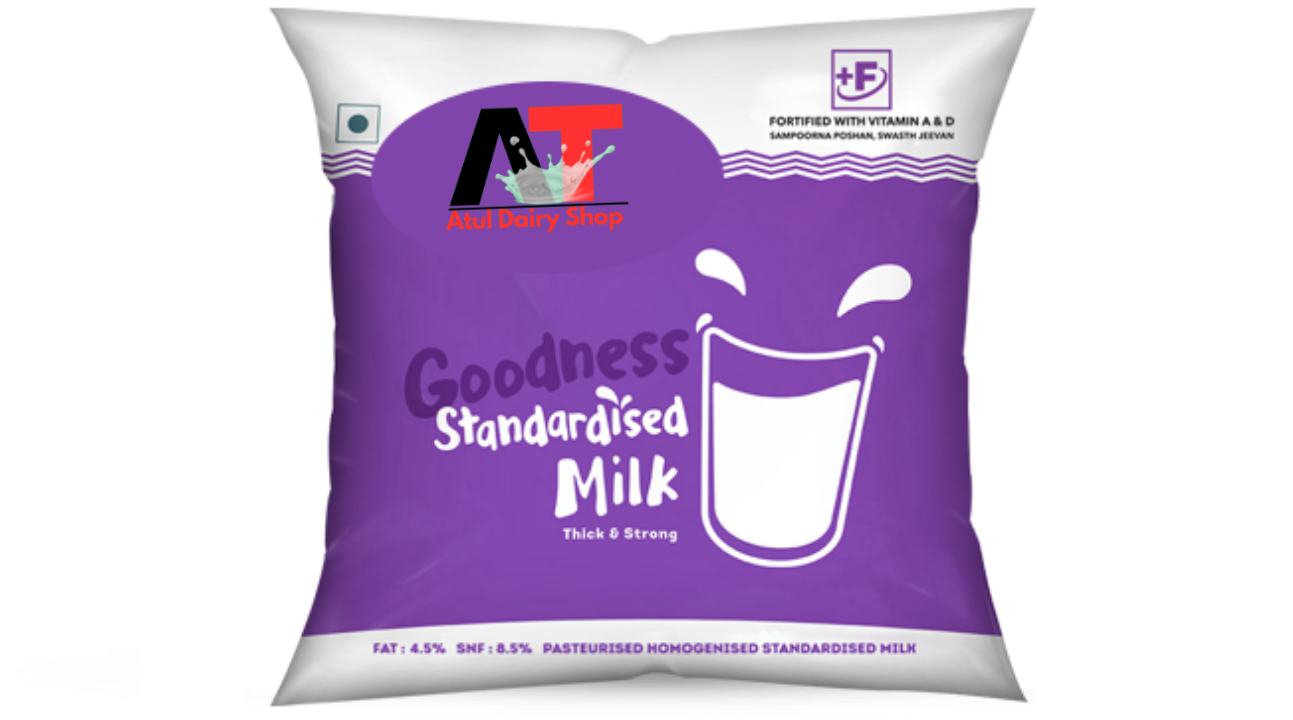 +F
FORTIFIED WITH VITAMIN A & D
SAMPOORNA POSHAN, SWASTH JEEVAN
AT
Atul Dairy Shop
Goodness
Standardised
Milk
Thick & Strong
FAT : 4.5% SNF : 8.5% PASTEURISED HOMOGENISED STANDARDISED MILK